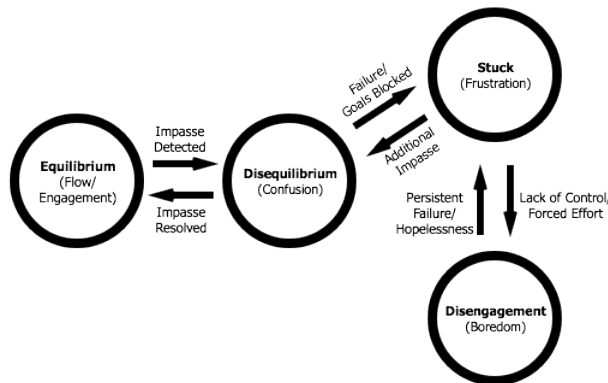 Equilibrium
(Flow/
Engagement)
Impasse
Detected
Impasse
Resolved
Disequilibrium
(Confusion)
Failure/
Goals Blocked
Additional
Impasse
Stuck
(Frustration)
Persistent
Failure/
Hopelessness
Lack of Control,
Forced Effort
Disengagement
(Boredom)